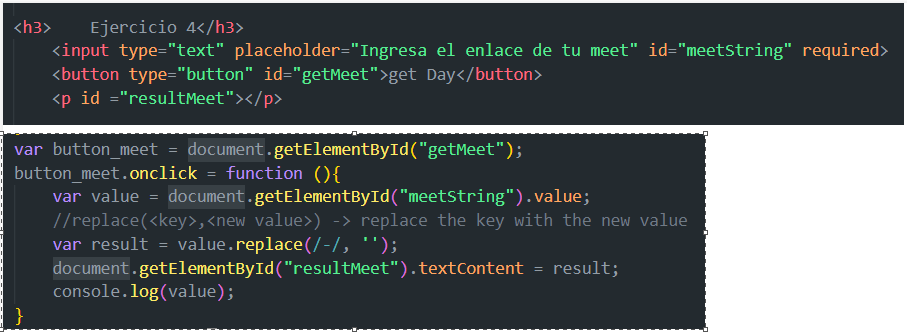 <h3>    Ejercicio 4</h3>
    <input type="text" placeholder="Ingresa el enlace de tu meet" id="meetString" required>
    <button type="button" id="getMeet">get Day</button>
    <p id ="resultMeet"></p>
var button_meet = document.getElementById("getMeet");
button_meet.onclick = function (){
    var value = document.getElementById("meetString").value;
    //replace(<key>,<new value>) -> replace the key with the new value
    var result = value.replace(/-/, '');
    document.getElementById("resultMeet").textContent = result;
    console.log(value);
}